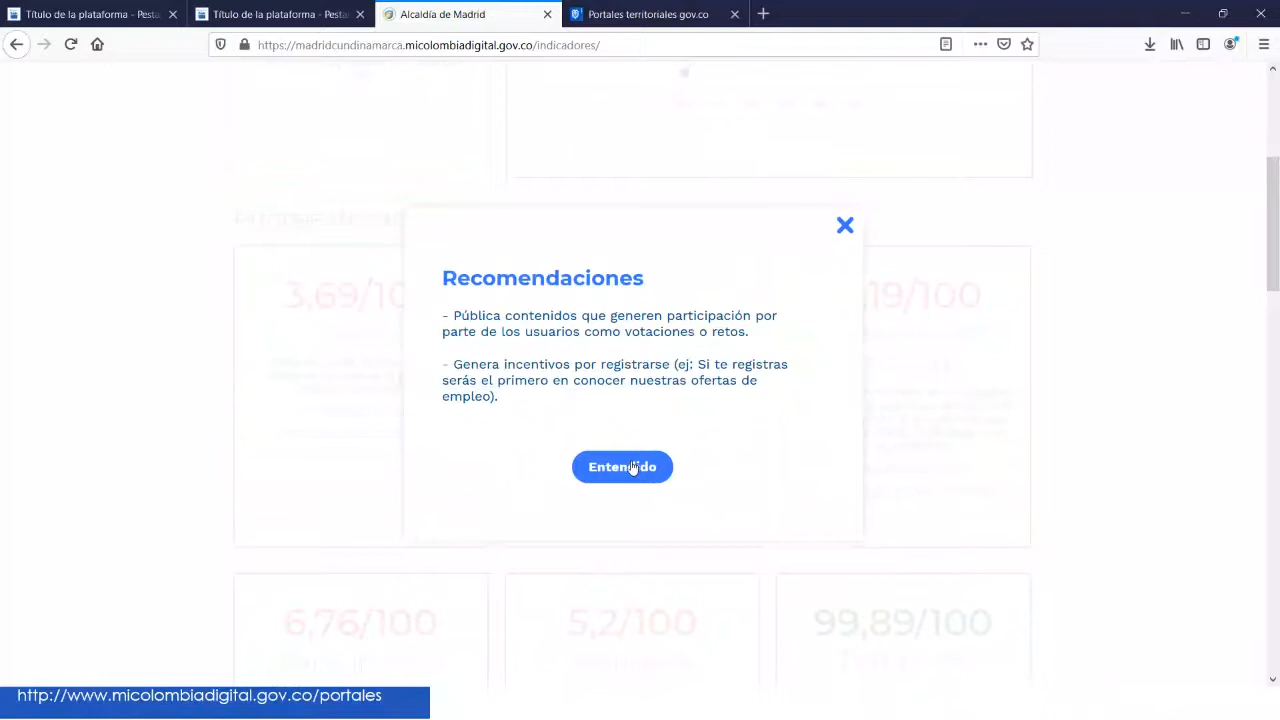 Título de la plataforma - Pesta
Título de la plataforma - Pesta
Alcaldía de Madrid
Portales territoriales gov.co
https://madridcundinamarca.micolombiadigital.gov.co/indicadores/
Recomendaciones
- Pública contenidos que generen participación por
parte de los usuarios como votaciones o retos.
- Genera incentivos por registrarse (ej: Si te registras
serás el primero en conocer nuestras ofertas de
empleo).
Entendido
6,76/100
5,2/100
99,89/100
http://www.micolombiadigital.gov.co/portales